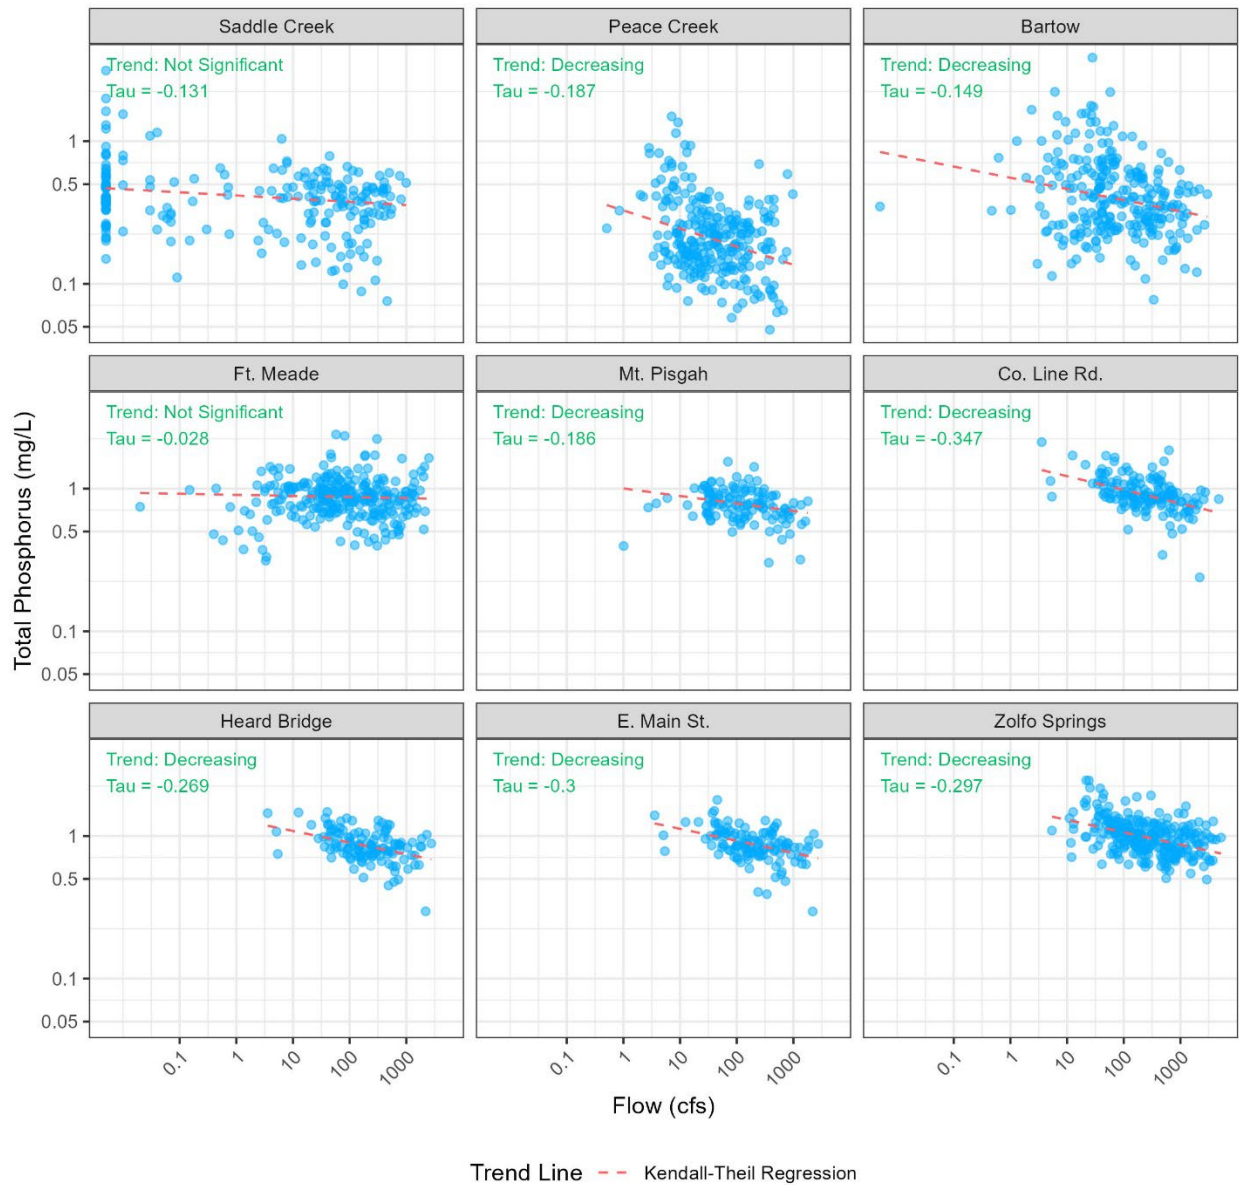 Saddle Creek
Trend: Not Significant
Tau = -0.131
Peace Creek
Trend: Decreasing
Tau = -0.187
Bartow
Trend: Decreasing
Tau = -0.149
1
0.5
0.1
0.05
Ft. Meade
Trend: Not Significant
Tau = -0.028
Mt. Pisgah
Trend: Decreasing
Tau = -0.186
Co. Line Rd.
Trend: Decreasing
Tau = -0.347
1
0.5
0.1
0.05
Total Phosphorus (mg/L)
Heard Bridge
Trend: Decreasing
Tau = -0.269
E. Main St.
Trend: Decreasing
Tau = -0.3
Zolfo Springs
Trend: Decreasing
Tau = -0.297
1
0.5
0.1
0.05
0.1 1 10 100 1000
0.1 1 10 100 1000
0.1 1 10 100 1000
Flow (cfs)
Trend Line Kendall-Theil Regression